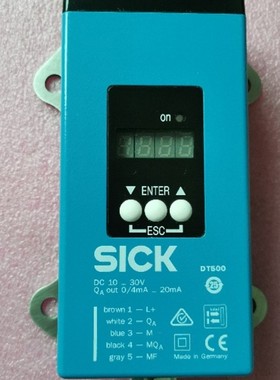 ON
8888
▼ ENTER ▲
ESC
SICK
DT500
DC 10 ... 30V
QA out 0/4mA ... 20mA
brown 1 - L+
white 2 - QA
blue 3 - M
black 4 - MQA
gray 5 - MF
Made in Germany